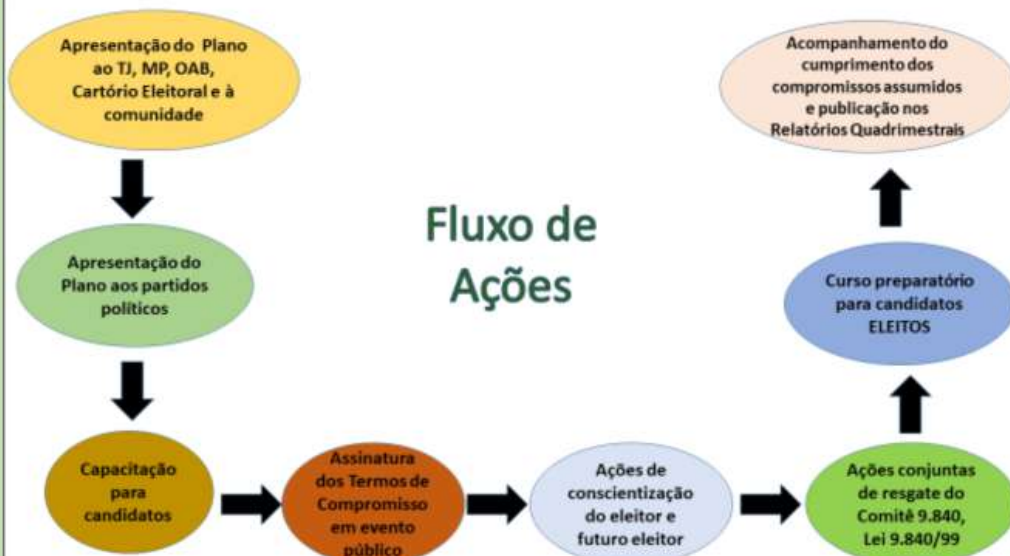 Fluxo de
Ações
Apresentação do Plano
ao TJ, MP, OAB,
Cartório Eleitoral e à
comunidade
Apresentação do
Plano aos partidos
políticos
Capacitação
para
candidatos
Assinatura
dos Termos de
Compromisso
em evento
público
Ações de
conscientização
do eleitor e
futuro eleitor
Ações conjuntas
de resgate do
Comitê 9.840,
Lei 9.840/99
Curso preparatório
para candidatos
ELEITOS
Acompanhamento do
cumprimento dos
compromissos assumidos
e publicação nos
Relatórios Quadrimestrais